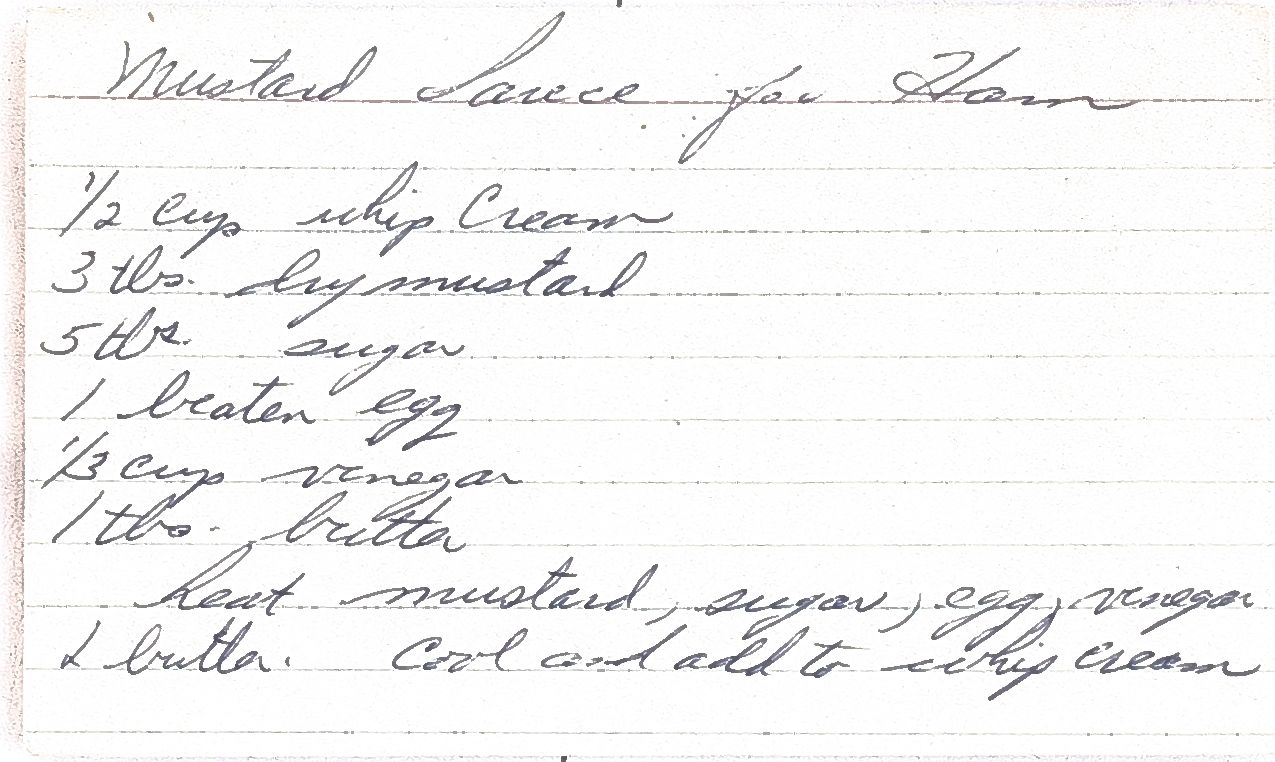 Mustard Sauce for Ham
1/2 cup whip Cream
3 tbs. dry mustard
5 tbs. sugar
1 beaten egg
1/3 cup vinegar
1 tbs. butter
heat mustard, sugar, egg, vinegar
& butter. Cool and add to whip cream